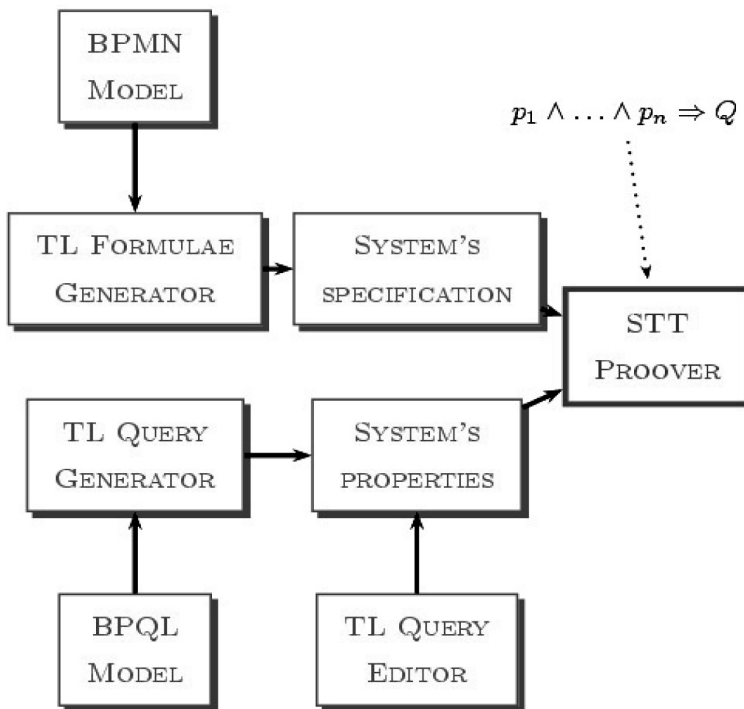 BPMN
MODEL
p₁ ∧ … ∧ pₙ ⇒ Q
TL FORMULAE
GENERATOR
SYSTEM'S
SPECIFICATION
STT
PROOVER
TL QUERY
GENERATOR
SYSTEM'S
PROPERTIES
BPQL
MODEL
TL QUERY
EDITOR